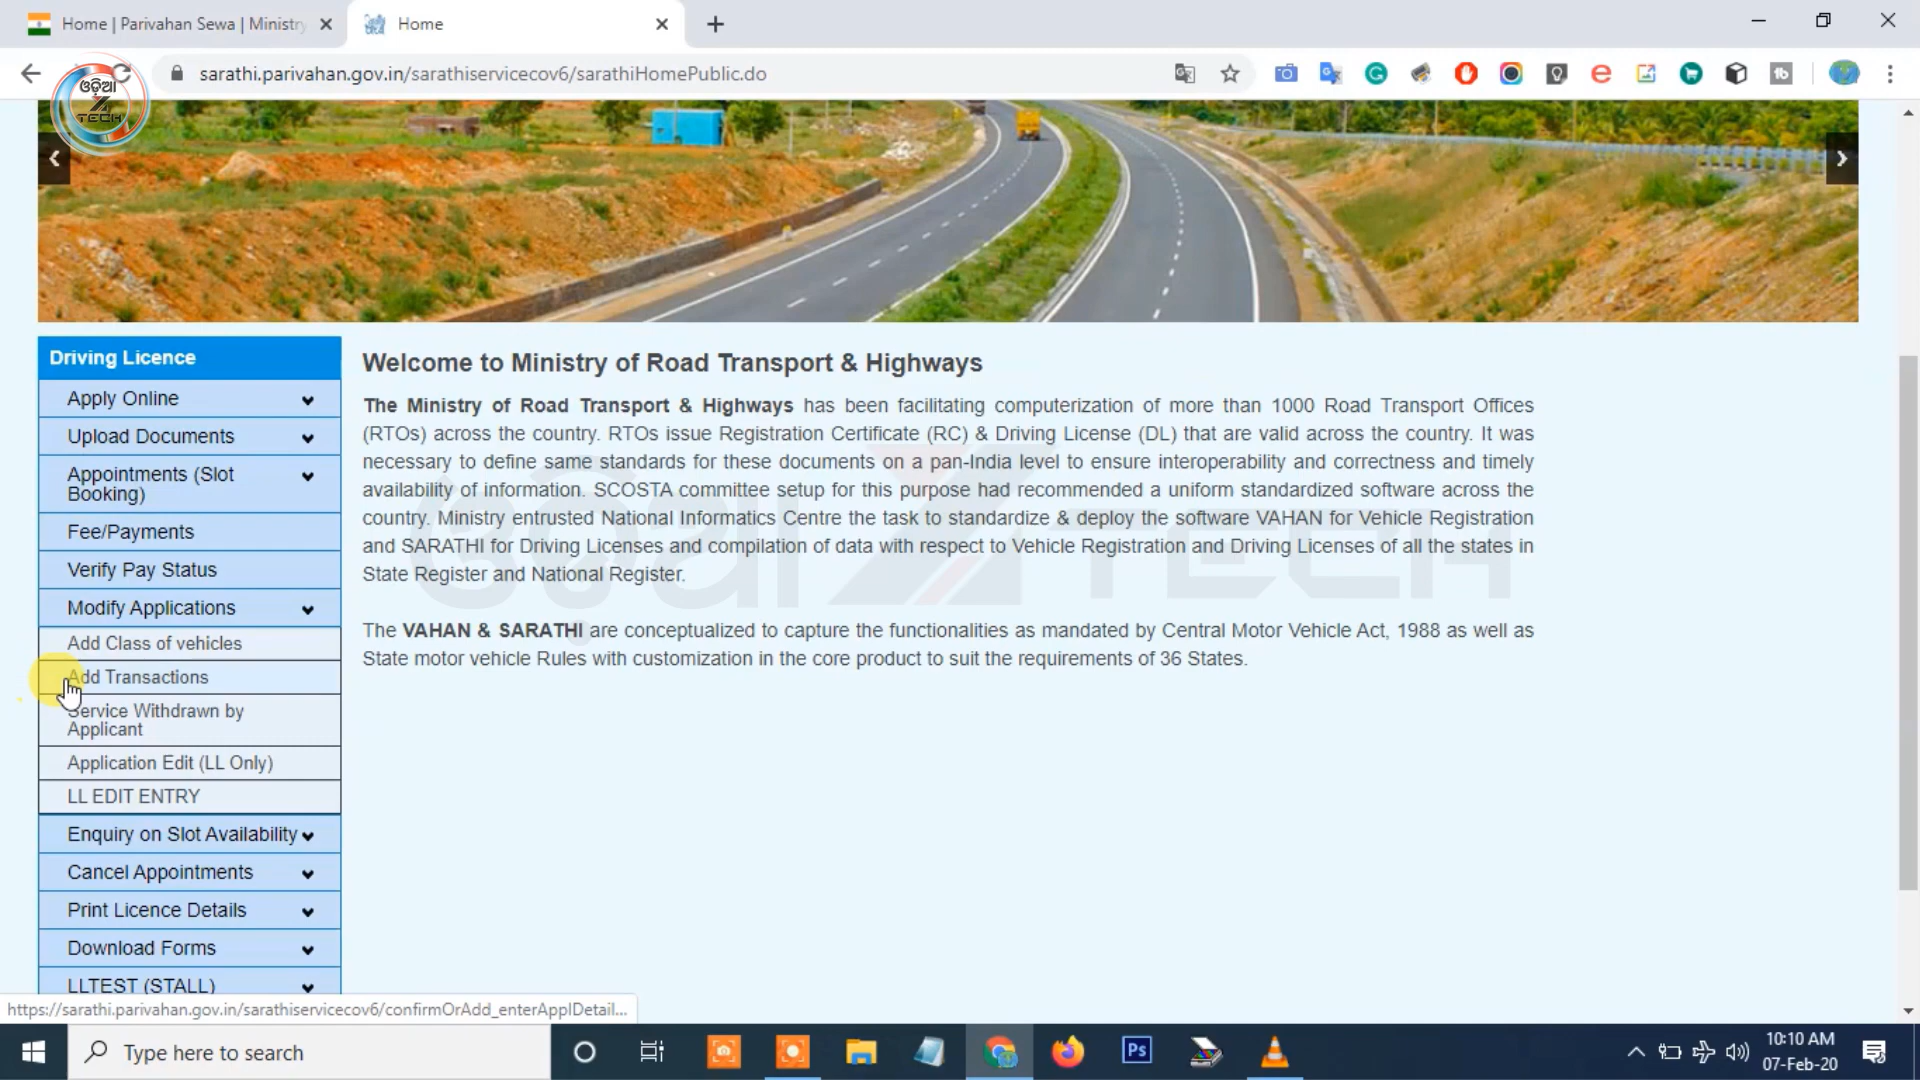 Home | Parivahan Sewa | Ministry
Home
sarathi.parivahan.gov.in/sarathiservicecov6/sarathiHomePublic.do
ଓଡ଼ିଆ
Z
TECH
Driving Licence
Apply Online
Upload Documents
Appointments (Slot
Booking)
Fee/Payments
Verify Pay Status
Modify Applications
Add Class of vehicles
Add Transactions
Service Withdrawn by
Applicant
Application Edit (LL Only)
LL EDIT ENTRY
Enquiry on Slot Availability
Cancel Appointments
Print Licence Details
Download Forms
LLTEST (STALL)
Welcome to Ministry of Road Transport & Highways
The Ministry of Road Transport & Highways has been facilitating computerization of more than 1000 Road Transport Offices
(RTOs) across the country. RTOs issue Registration Certificate (RC) & Driving License (DL) that are valid across the country. It was
necessary to define same standards for these documents on a pan-India level to ensure interoperability and correctness and timely
availability of information. SCOSTA committee setup for this purpose had recommended a uniform standardized software across the
country. Ministry entrusted National Informatics Centre the task to standardize & deploy the software VAHAN for Vehicle Registration
and SARATHI for Driving Licenses and compilation of data with respect to Vehicle Registration and Driving Licenses of all the states in
State Register and National Register.
The VAHAN & SARATHI are conceptualized to capture the functionalities as mandated by Central Motor Vehicle Act, 1988 as well as
State motor vehicle Rules with customization in the core product to suit the requirements of 36 States.
ଓଡ଼ିଆ Z TECH
https://sarathi.parivahan.gov.in/sarathiservicecov6/confirmOrAdd_enterApplDetail...
Type here to search
Ps
10:10 AM
07-Feb-20